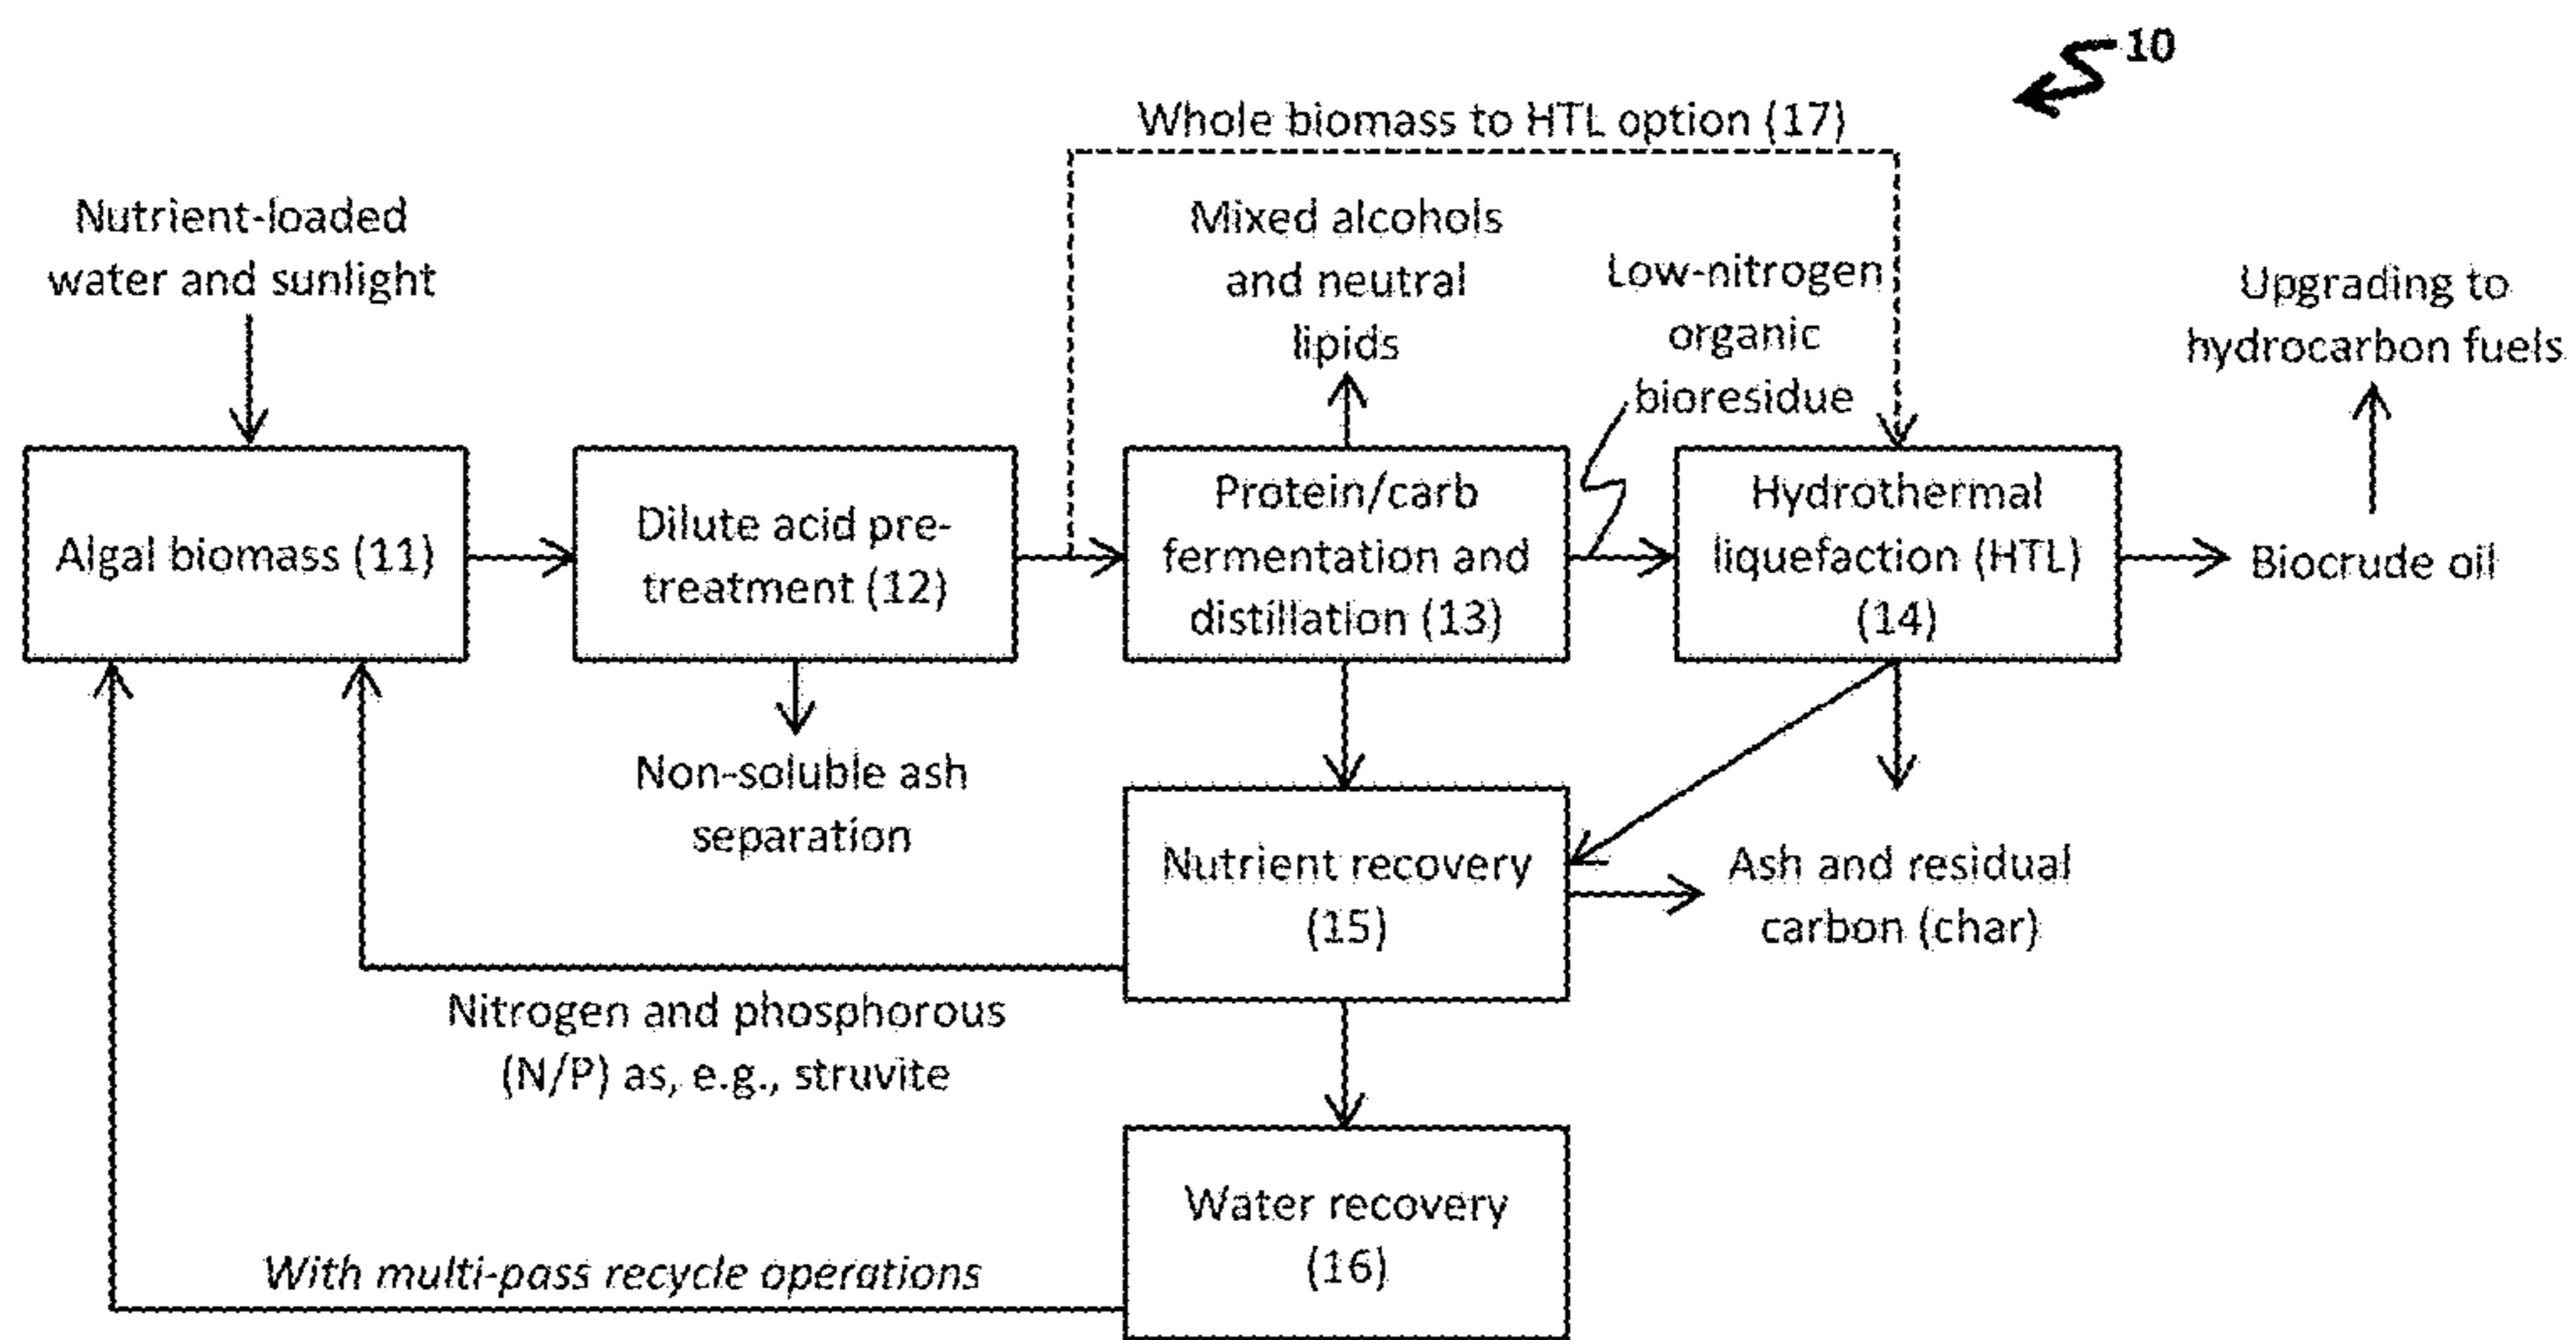 10
Whole biomass to HTL option (17)
Nutrient-loaded
water and sunlight
Mixed alcohols
and neutral
lipids
Low-nitrogen
organic
bioresidue
Upgrading to
hydrocarbon fuels
Algal biomass (11)
Dilute acid pre-
treatment (12)
Protein/carb
fermentation and
distillation (13)
Hydrothermal
liquefaction (HTL)
(14)
Biocrude oil
Non-soluble ash
separation
Nutrient recovery
(15)
Ash and residual
carbon (char)
Nitrogen and phosphorous
(N/P) as, e.g., struvite
Water recovery
(16)
With multi-pass recycle operations